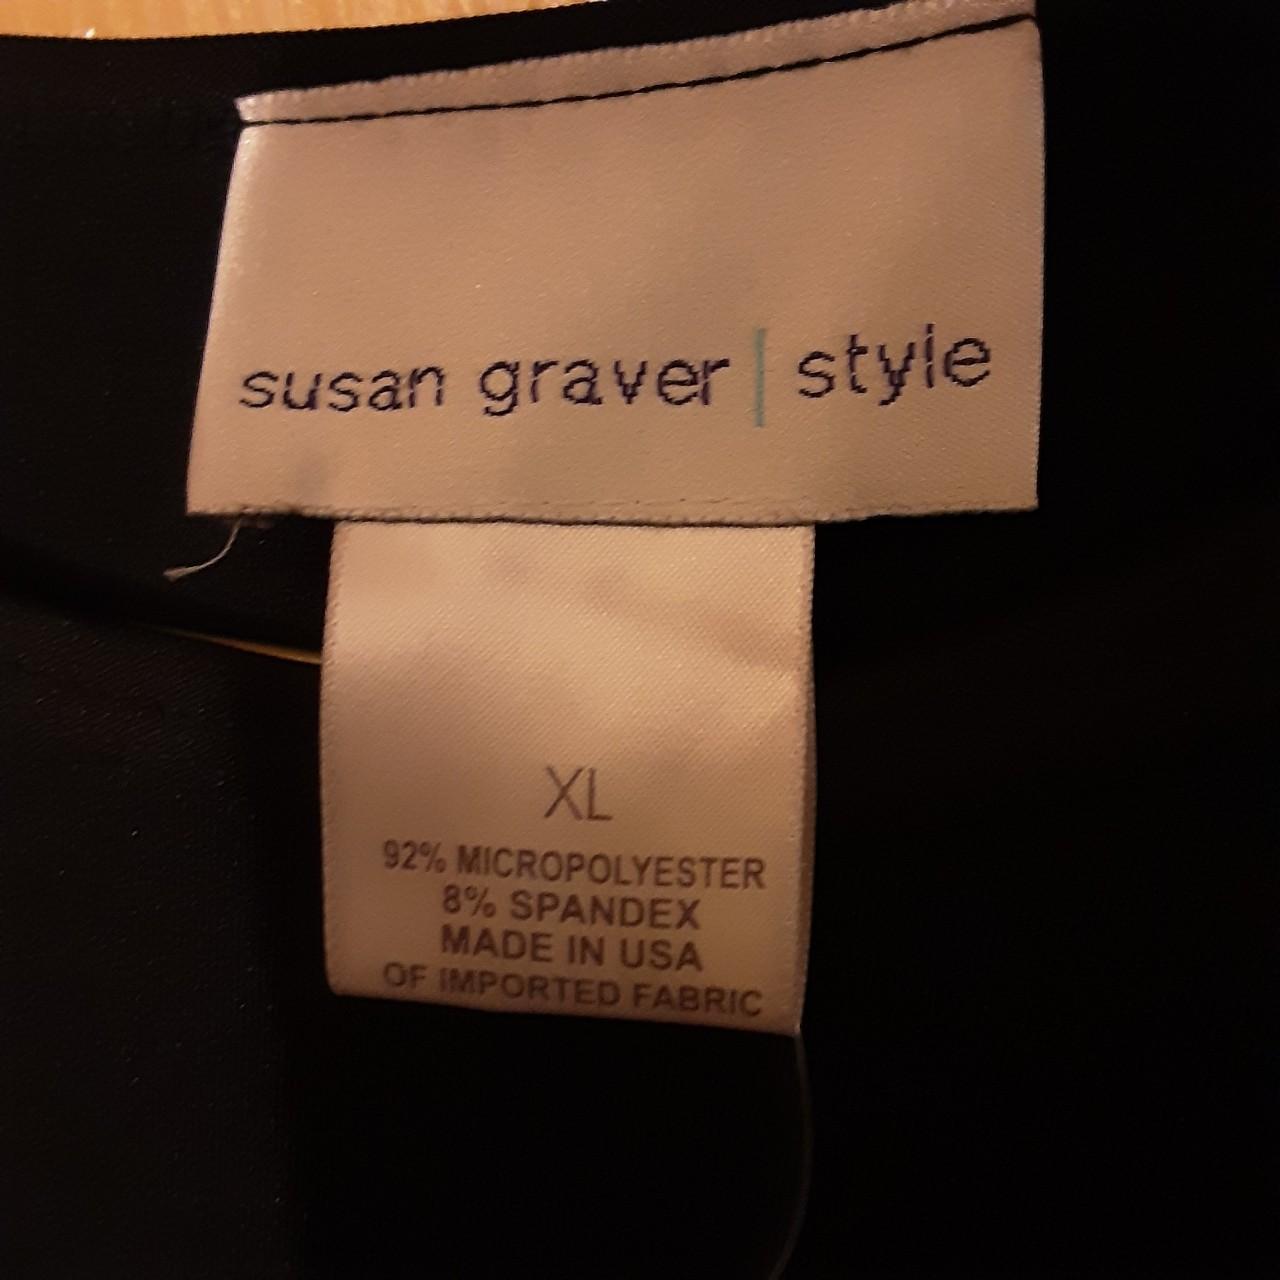 susan graver | style
XL
92% MICROPOLYESTER
8% SPANDEX
MADE IN USA
OF IMPORTED FABRIC